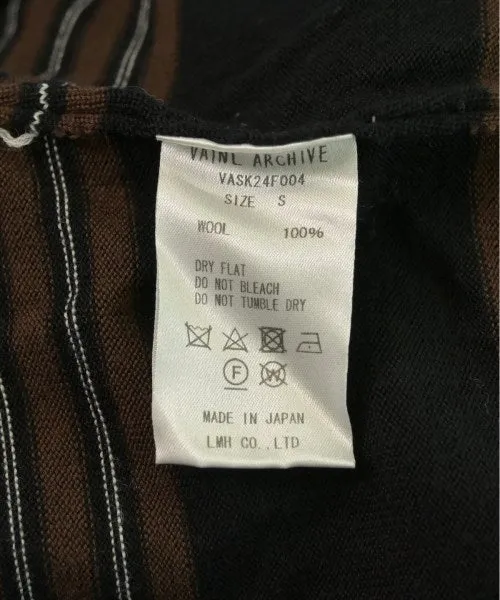 VAINL ARCHIVE
VASK24F004
SIZE S
WOOL 100%
DRY FLAT
DO NOT BLEACH
DO NOT TUMBLE DRY
F W
MADE IN JAPAN
LMH CO.,LTD